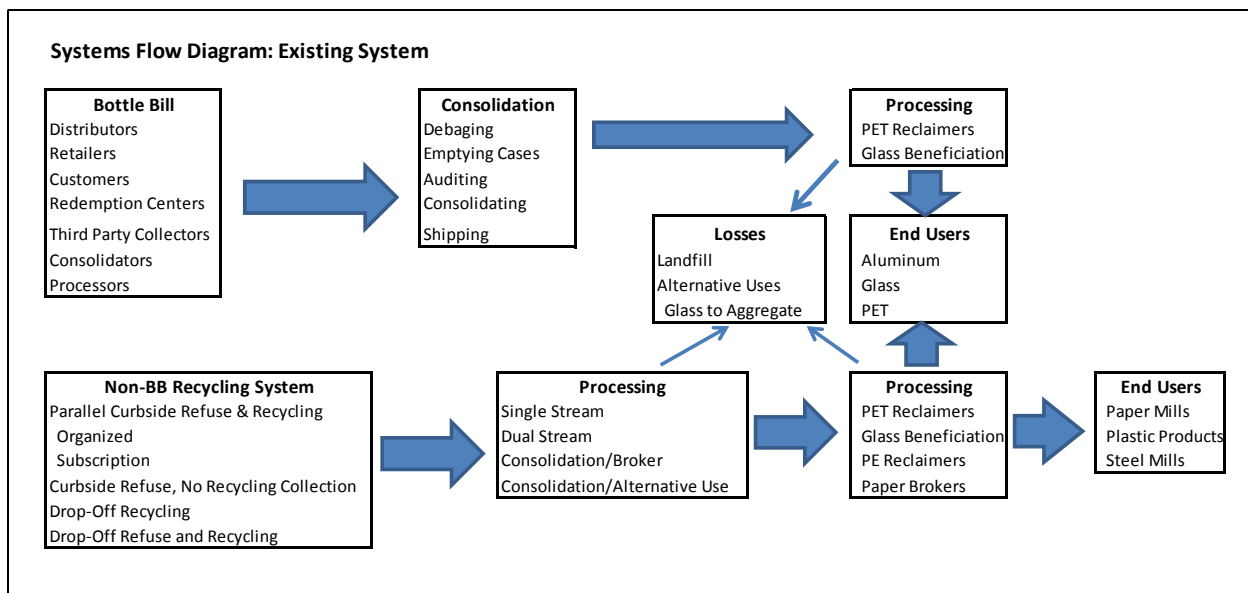 Systems Flow Diagram: Existing System
Bottle Bill
Distributors
Retailers
Customers
Redemption Centers
Third Party Collectors
Consolidators
Processors
Consolidation
Debaging
Emptying Cases
Auditing
Consolidating
Shipping
Processing
PET Reclaimers
Glass Beneficiation
Losses
Landfill
Alternative Uses
Glass to Aggregate
End Users
Aluminum
Glass
PET
Non-BB Recycling System
Parallel Curbside Refuse & Recycling
Organized
Subscription
Curbside Refuse, No Recycling Collection
Drop-Off Recycling
Drop-Off Refuse and Recycling
Processing
Single Stream
Dual Stream
Consolidation/Broker
Consolidation/Alternative Use
Processing
PET Reclaimers
Glass Beneficiation
PE Reclaimers
Paper Brokers
End Users
Paper Mills
Plastic Products
Steel Mills